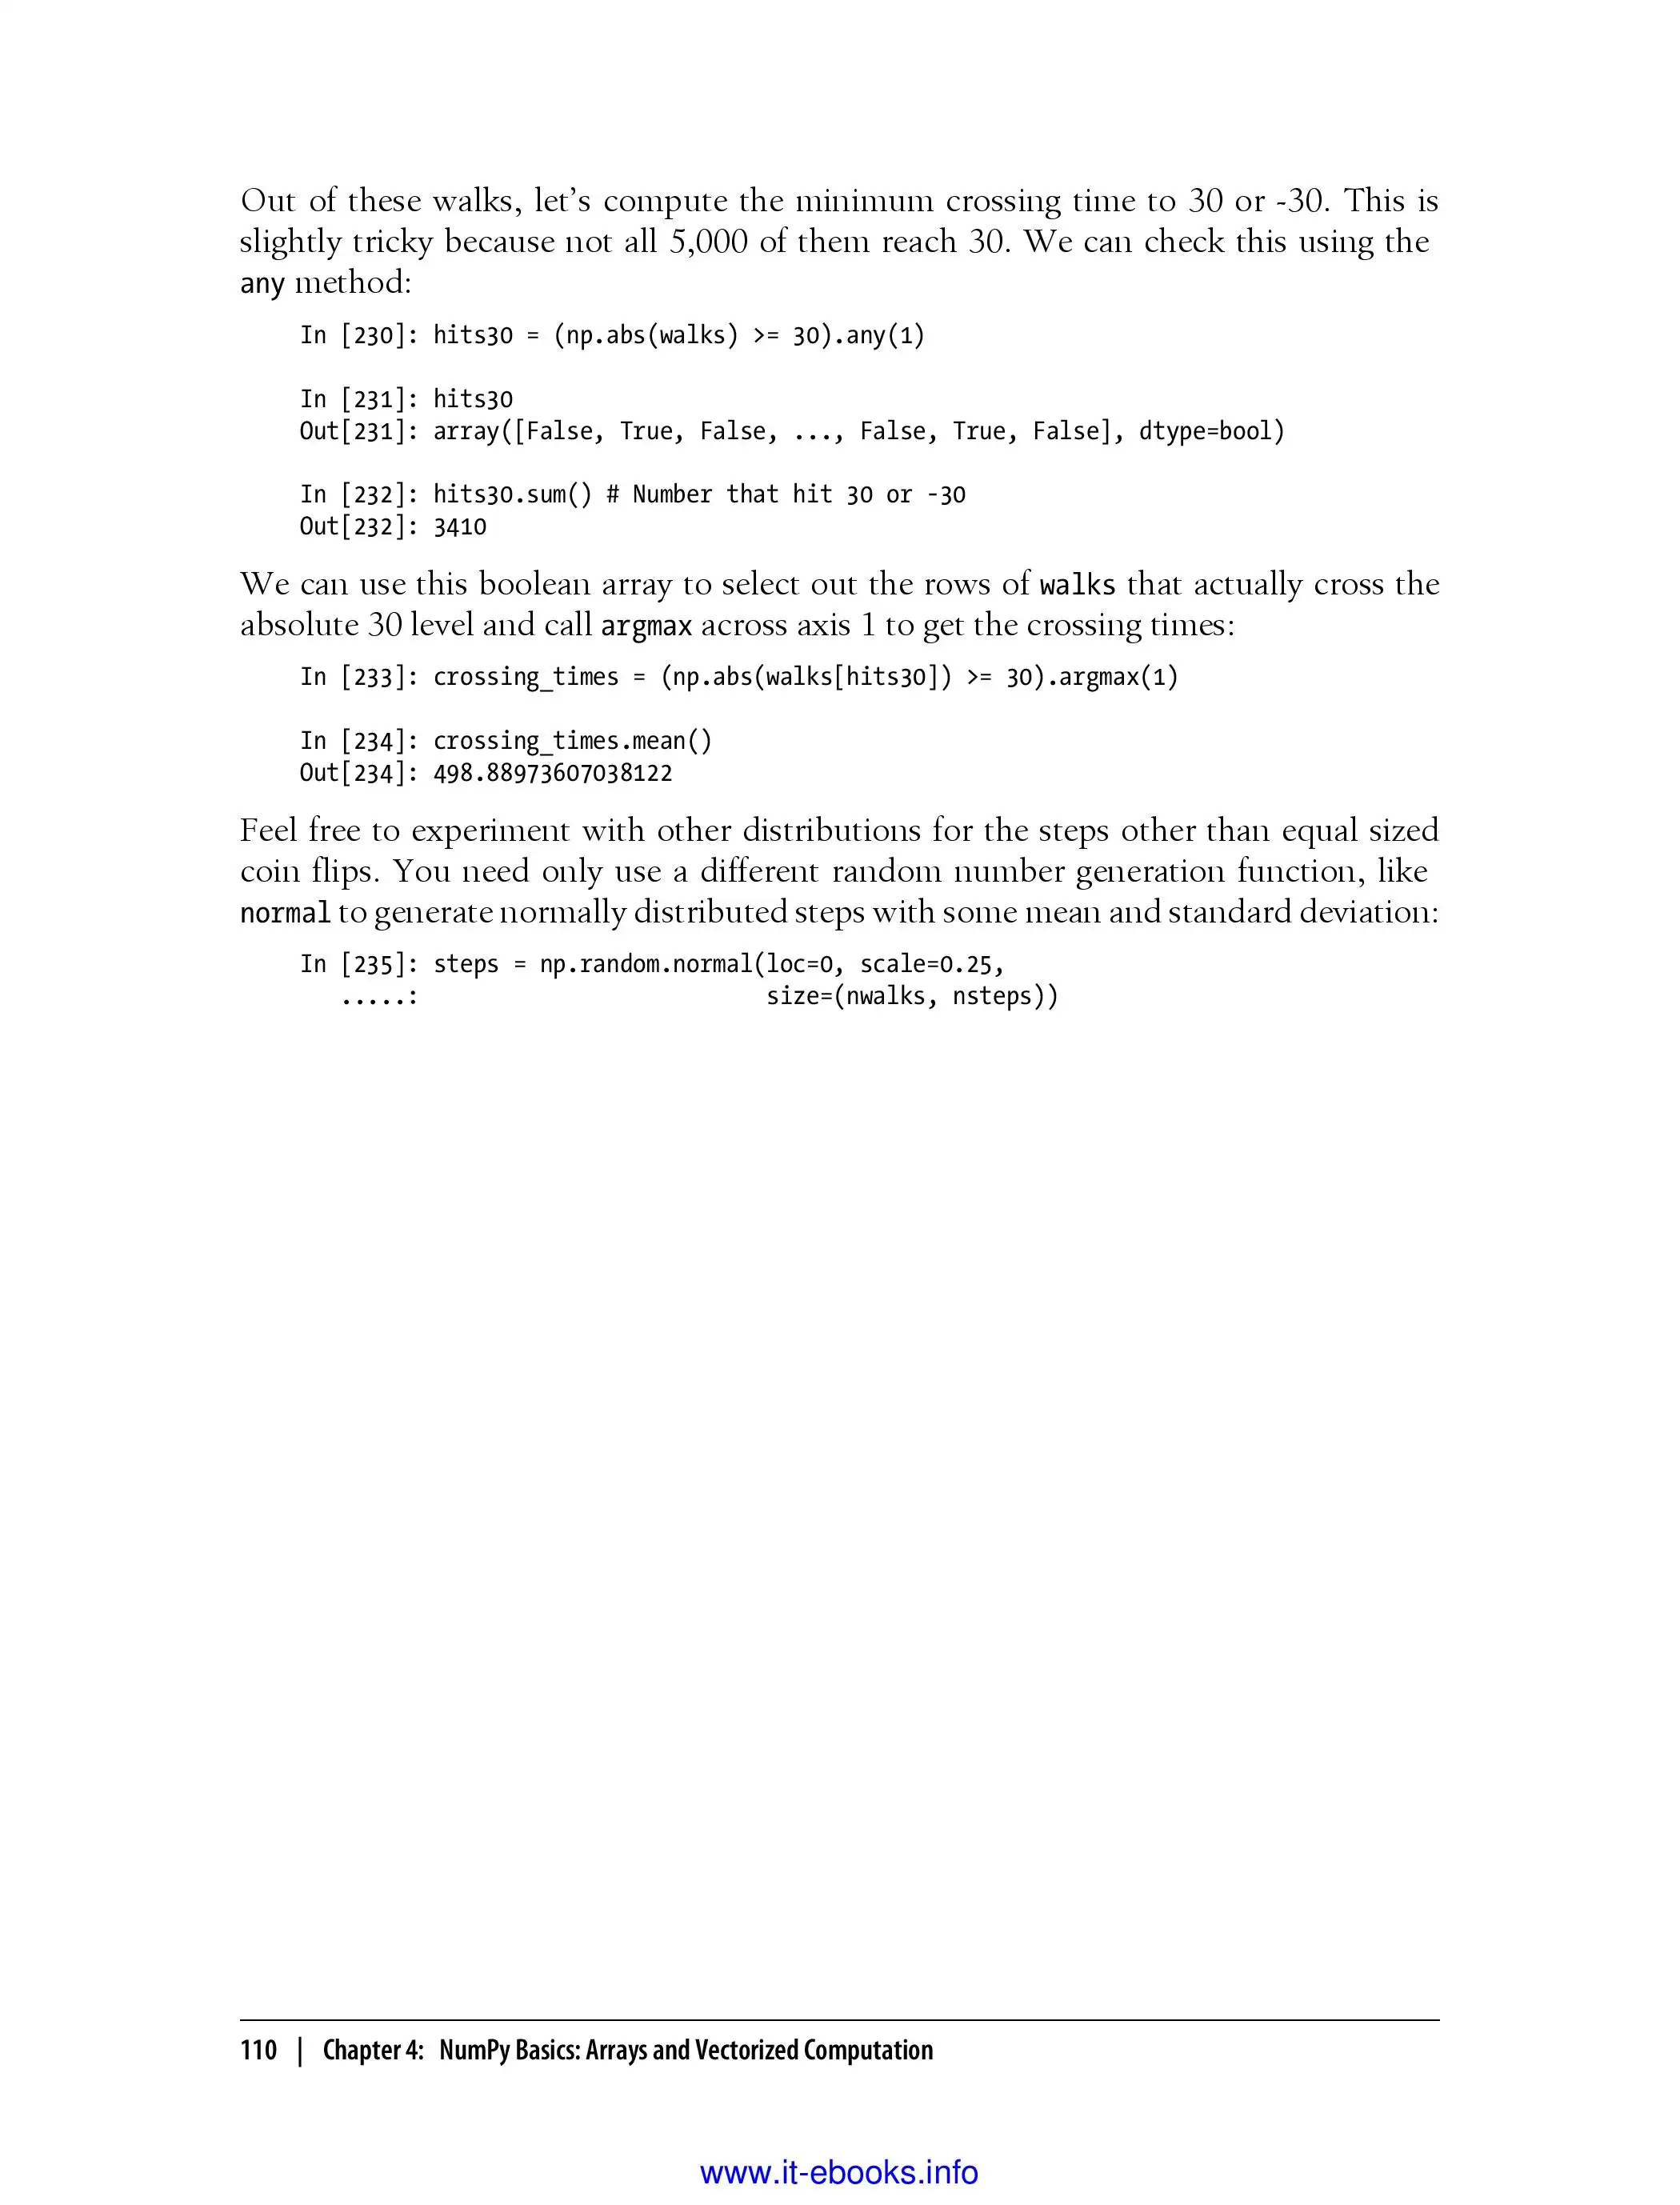 Out of these walks, let’s compute the minimum crossing time to 30 or -30. This is
slightly tricky because not all 5,000 of them reach 30. We can check this using the
any method:
In [230]: hits30 = (np.abs(walks) >= 30).any(1)
In [231]: hits30
Out[231]: array([False, True, False, ..., False, True, False], dtype=bool)
In [232]: hits30.sum() # Number that hit 30 or -30
Out[232]: 3410
We can use this boolean array to select out the rows of walks that actually cross the
absolute 30 level and call argmax across axis 1 to get the crossing times:
In [233]: crossing_times = (np.abs(walks[hits30]) >= 30).argmax(1)
In [234]: crossing_times.mean()
Out[234]: 498.88973607038122
Feel free to experiment with other distributions for the steps other than equal sized
coin flips. You need only use a different random number generation function, like
normal to generate normally distributed steps with some mean and standard deviation:
In [235]: steps = np.random.normal(loc=0, scale=0.25,
.....: size=(nwalks, nsteps))
110 | Chapter 4: NumPy Basics: Arrays and Vectorized Computation
www.it-ebooks.info